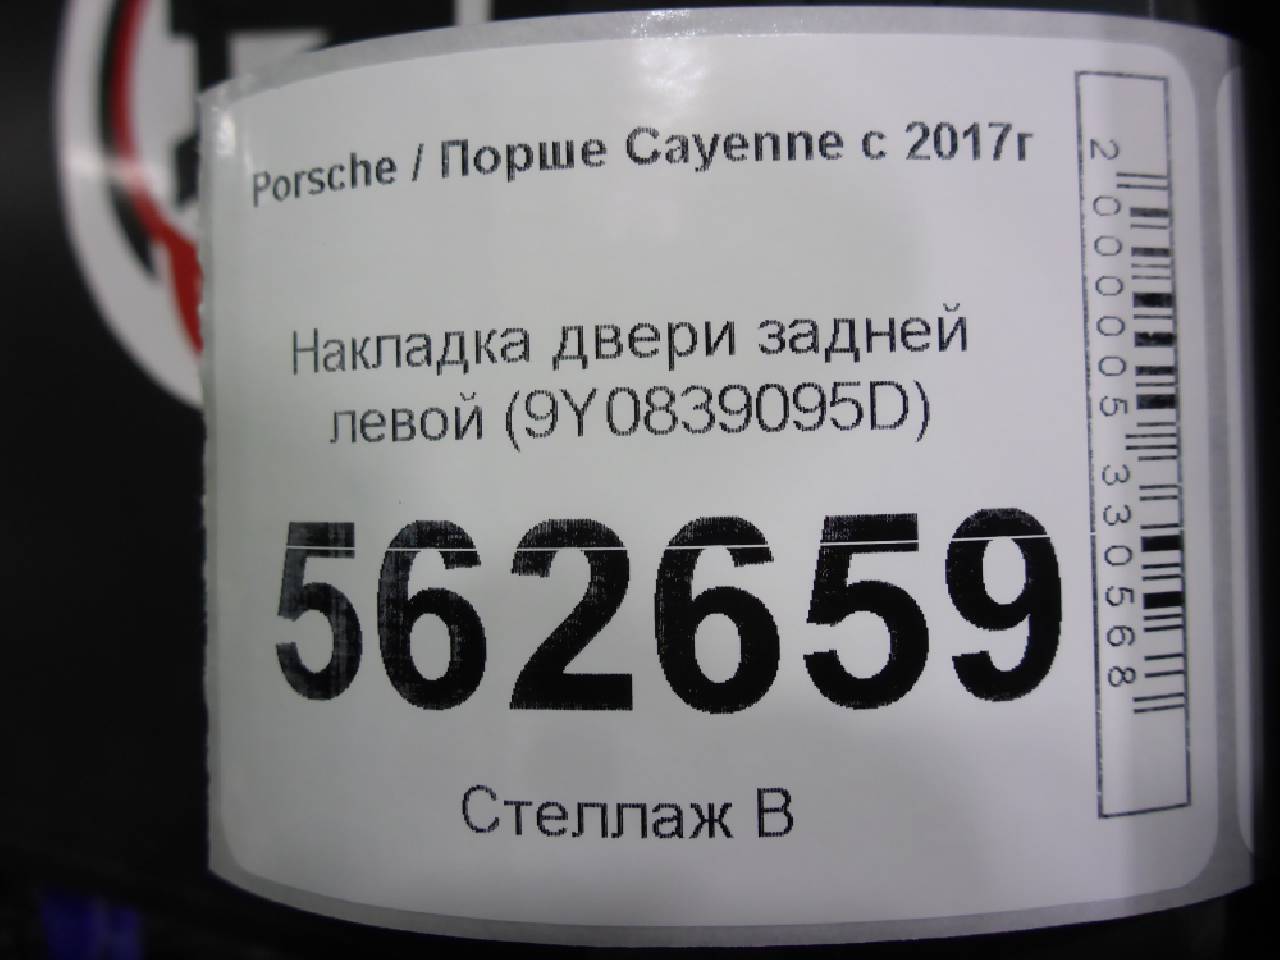 Porsche / Порше Cayenne с 2017г
Накладка двери задней
левой (9Y0839095D)
562659
Стеллаж В
2000005330568